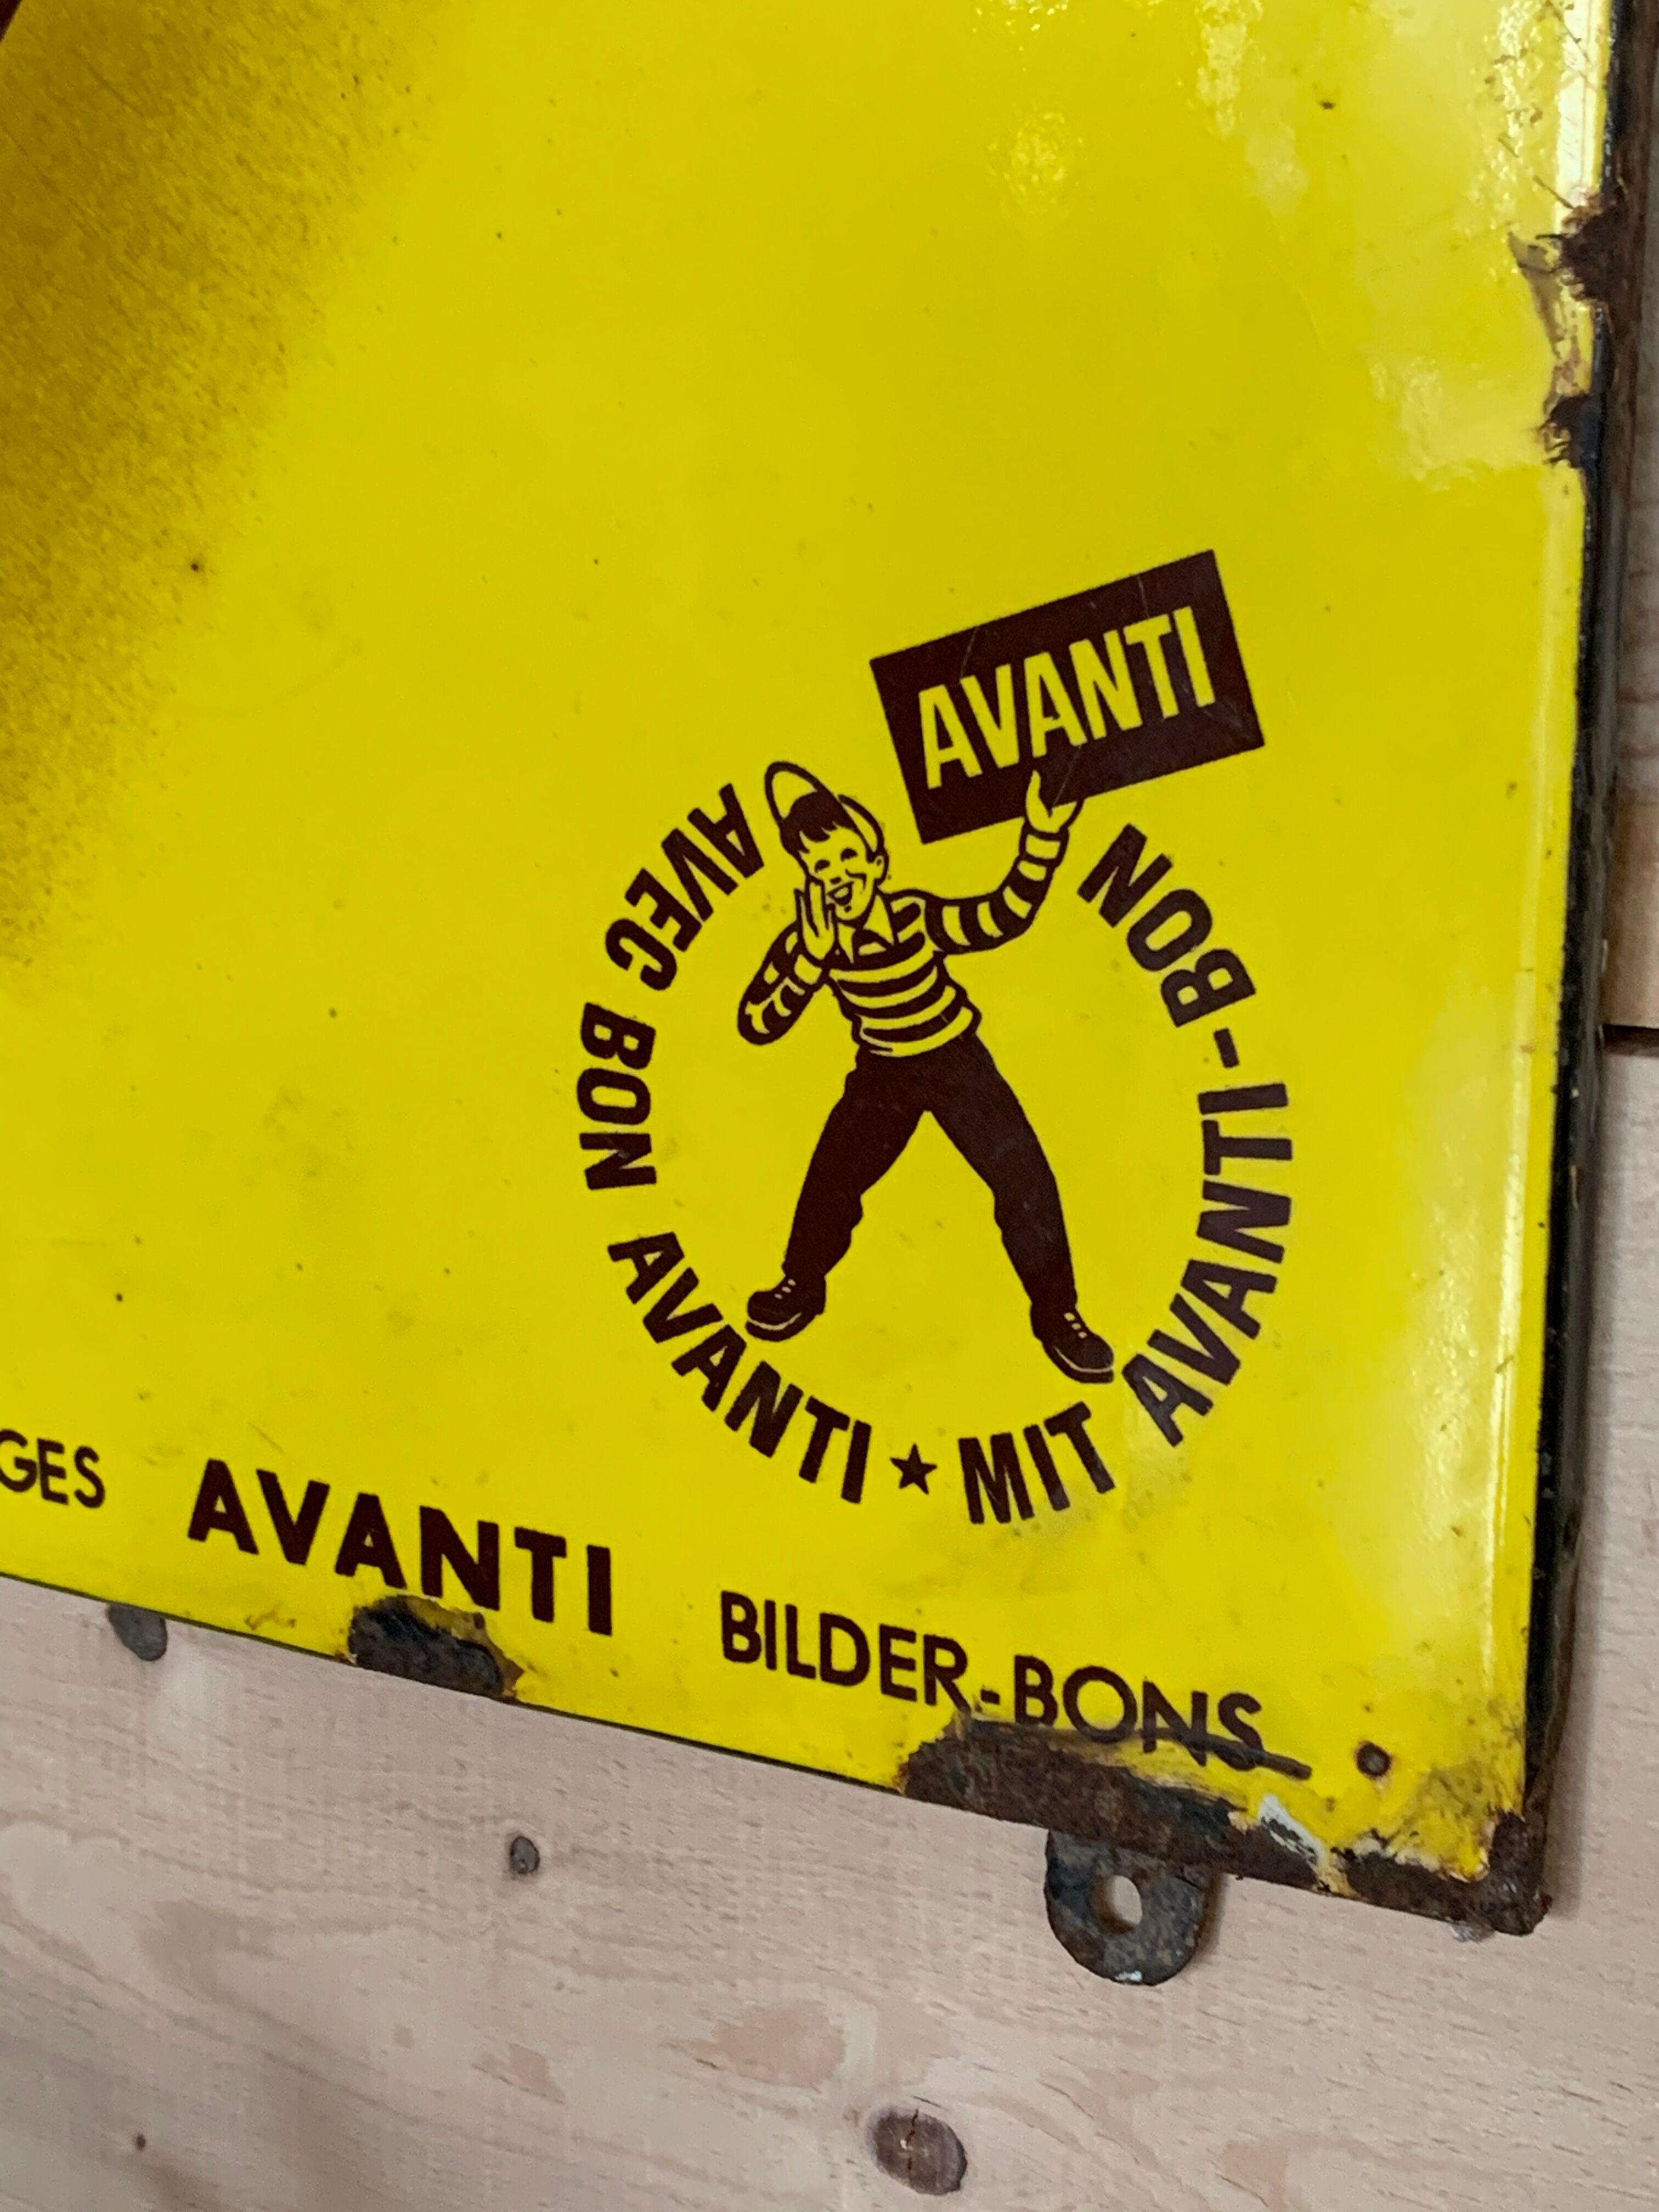 AVANTI
AVEC BON AVANTI ★ MIT AVANTI-BON
GES AVANTI BILDER-BONS